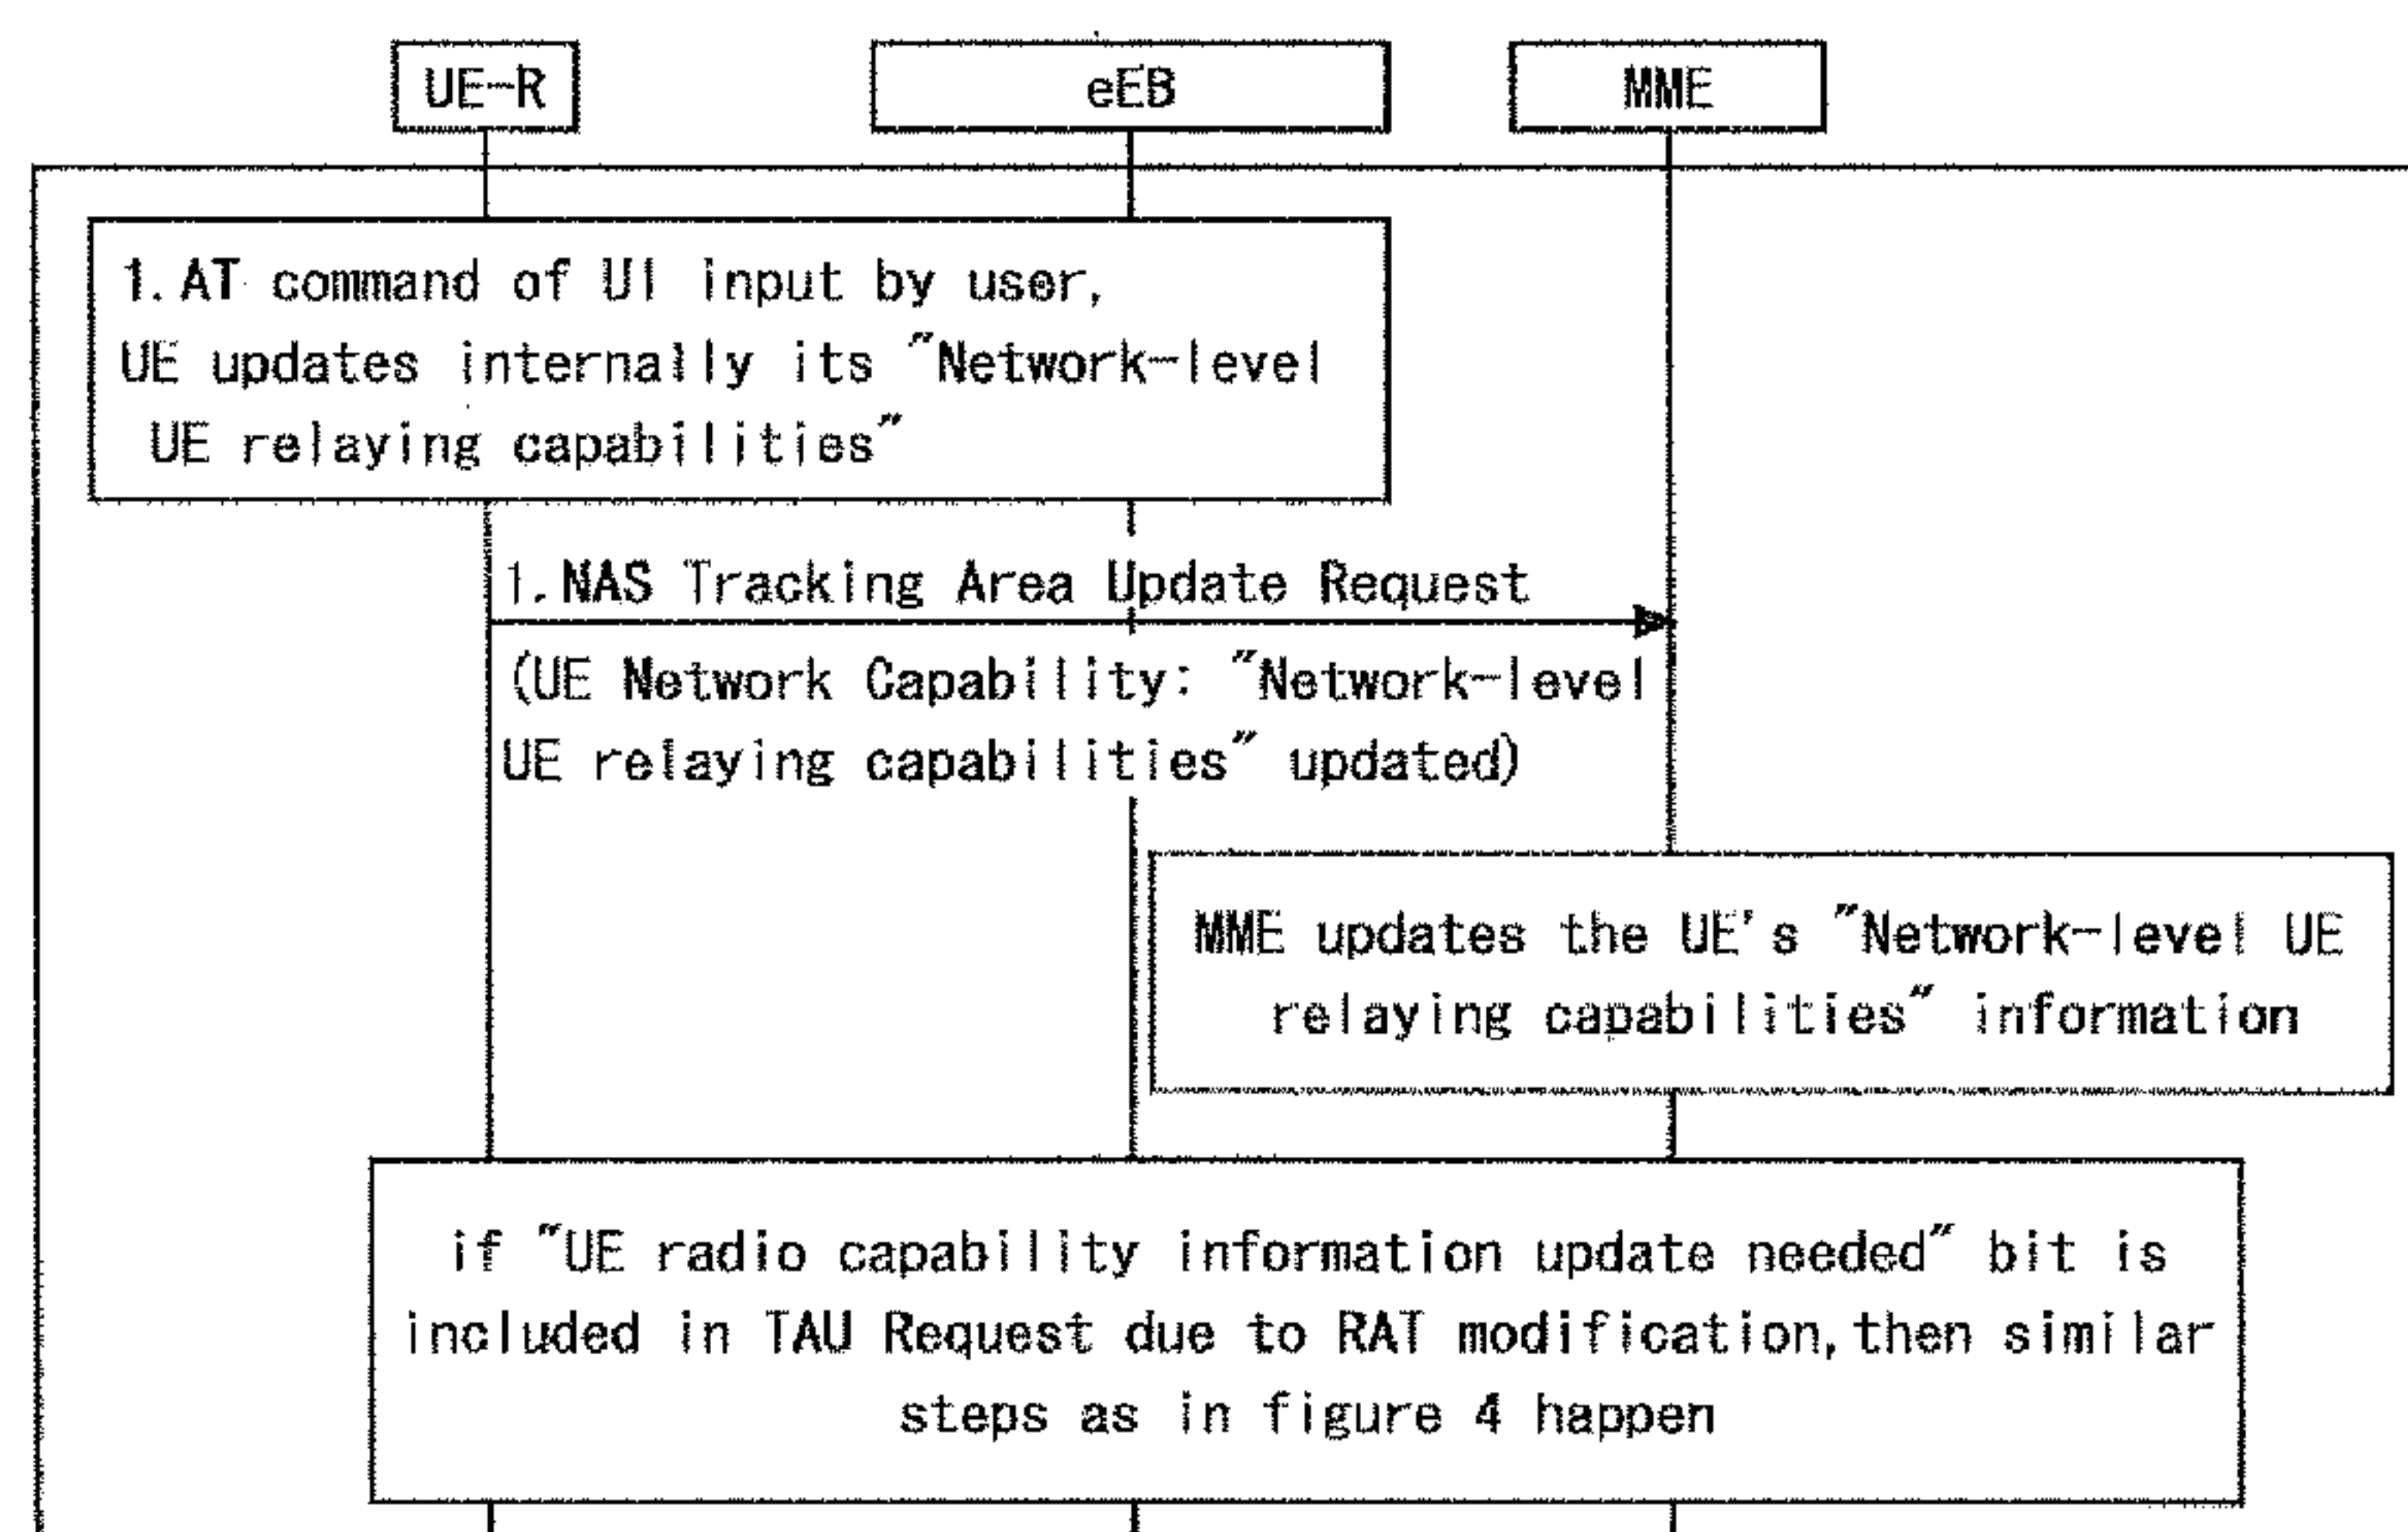 UE-R
eEB
MME
1. AT command of UI input by user,
UE updates internally its "Network-level
UE relaying capabilities"
1. NAS Tracking Area Update Request
(UE Network Capability: "Network-level
UE relaying capabilities" updated)
MME updates the UE's "Network-level UE
relaying capabilities" information
if "UE radio capability information update needed" bit is
included in TAU Request due to RAT modification, then similar
steps as in figure 4 happen